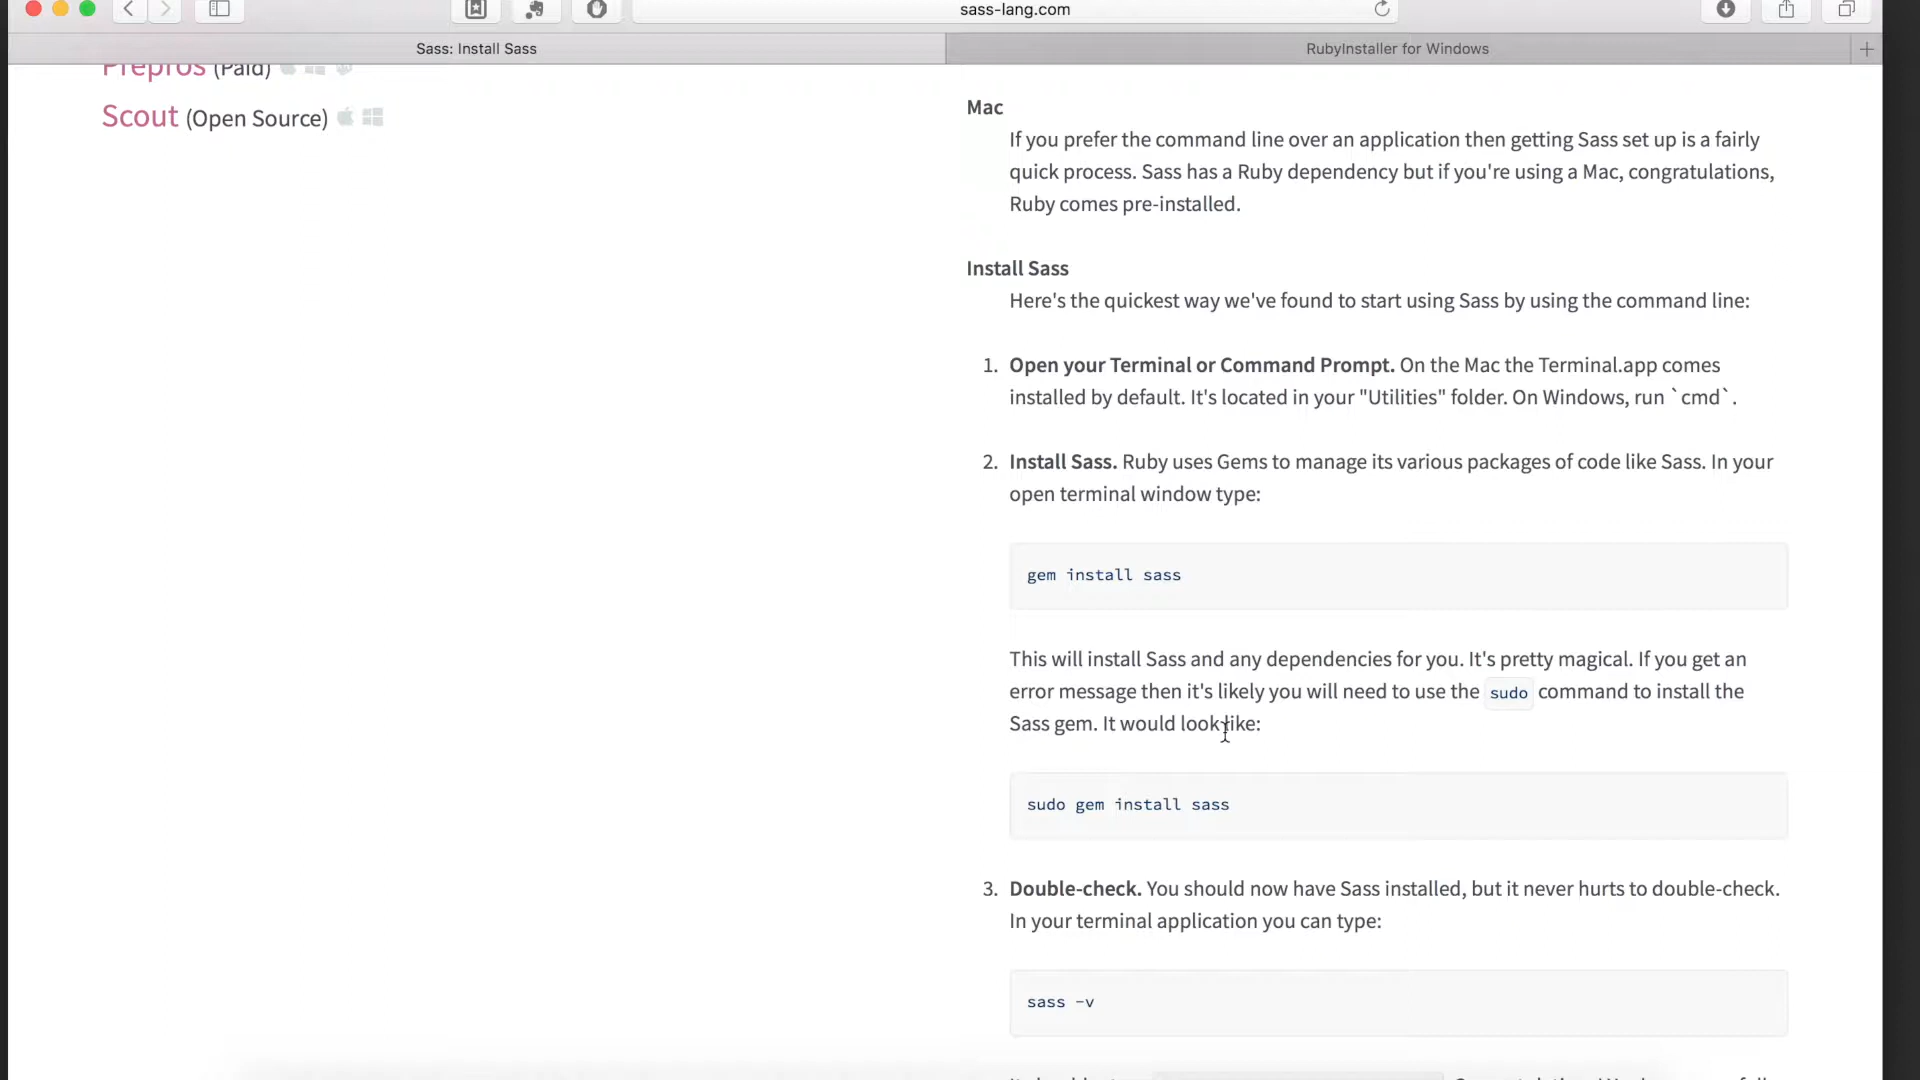 sass-lang.com
Sass: Install Sass
RubyInstaller for Windows
Prepros (Paid)
Scout (Open Source)
Mac
If you prefer the command line over an application then getting Sass set up is a fairly
quick process. Sass has a Ruby dependency but if you're using a Mac, congratulations,
Ruby comes pre-installed.
Install Sass
Here's the quickest way we've found to start using Sass by using the command line:
1. Open your Terminal or Command Prompt. On the Mac the Terminal.app comes
installed by default. It's located in your "Utilities" folder. On Windows, run `cmd`.
2. Install Sass. Ruby uses Gems to manage its various packages of code like Sass. In your
open terminal window type:
gem install sass
This will install Sass and any dependencies for you. It's pretty magical. If you get an
error message then it's likely you will need to use the sudo command to install the
Sass gem. It would look like:
sudo gem install sass
3. Double-check. You should now have Sass installed, but it never hurts to double-check.
In your terminal application you can type:
sass -v